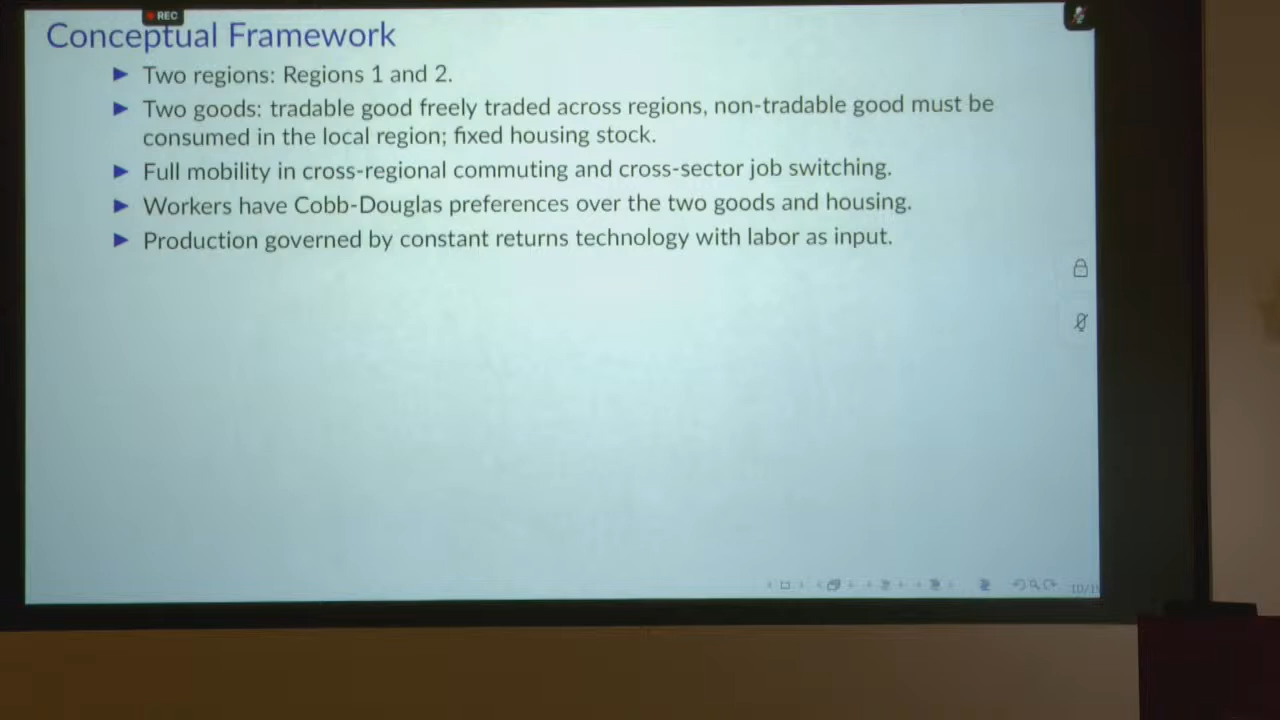 REC
Conceptual Framework
▶ Two regions: Regions 1 and 2.
▶ Two goods: tradable good freely traded across regions, non-tradable good must be
consumed in the local region; fixed housing stock.
▶ Full mobility in cross-regional commuting and cross-sector job switching.
▶ Workers have Cobb-Douglas preferences over the two goods and housing.
▶ Production governed by constant returns technology with labor as input.